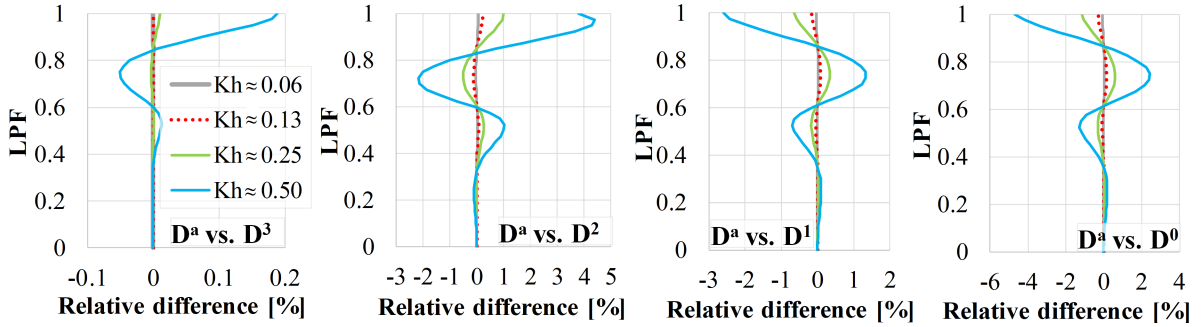 1
0.8
0.6
0.4
0.2
0
LPF
Kh ≈ 0.06
Kh ≈ 0.13
Kh ≈ 0.25
Kh ≈ 0.50
Dᵃ vs. D³
-0.1 0 0.1 0.2
Relative difference [%]
1
0.8
0.6
0.4
0.2
0
LPF
Dᵃ vs. D²
-3 -2 -1 0 1 2 3 4 5
Relative difference [%]
1
0.8
0.6
0.4
0.2
0
LPF
Dᵃ vs. D¹
-3 -2 -1 0 1 2
Relative difference [%]
1
0.8
0.6
0.4
0.2
0
LPF
Dᵃ vs. D⁰
-6 -4 -2 0 2 4
Relative difference [%]